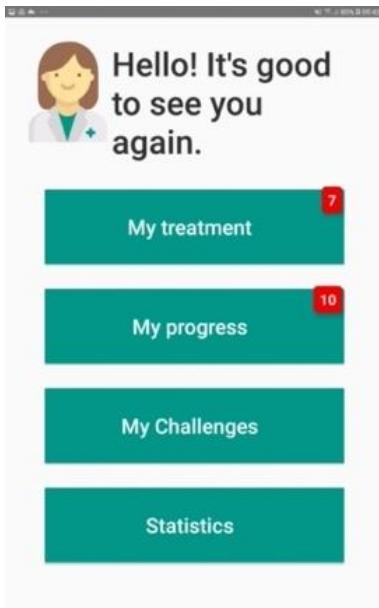 Hello! It's good
to see you
again.
7
My treatment
10
My progress
My Challenges
Statistics